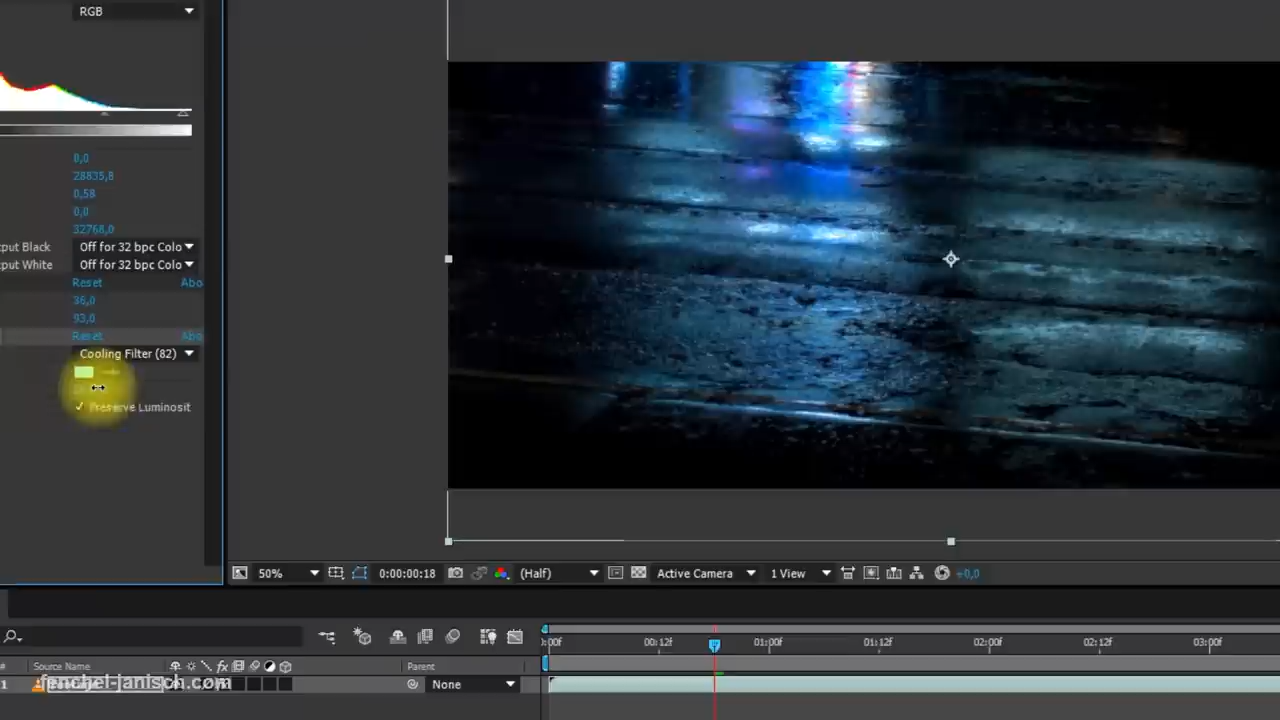 RGB
0,0
28835,8
0,58
0,0
32768,0
put Black Off for 32 bpc Colo
put White Off for 32 bpc Colo
Reset Abo
36,0
93,0
Reset Abo
Cooling Filter (82)
Preserve Luminosit
50% 0:00:00:18 (Half) Active Camera 1 View +0,0
:00f 00:12f 01:00f 01:12f 02:00f 02:12f 03:00f
# Source Name fx Parent
1 None
fenchel-janisch.com